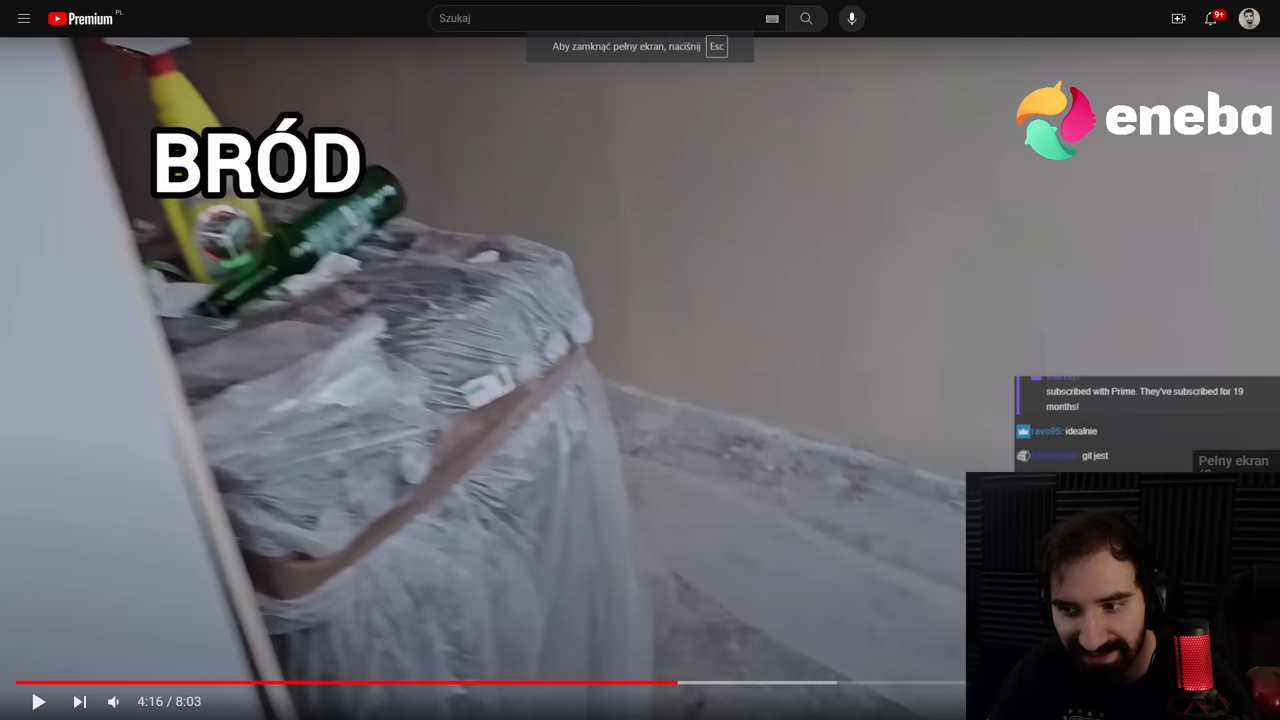 Premium PL
Szukaj
9+
Aby zamknąć pełny ekran, naciśnij Esc
eneba
BRÓD
subscribed with Prime. They've subscribed for 19
months!
ravo95: idealnie
git jest
Pełny ekran
4:16 / 8:03